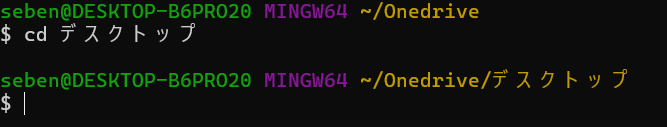 seben@DESKTOP-B6PRO20 MINGW64 ~/Onedrive
$ cd デスクトップ
seben@DESKTOP-B6PRO20 MINGW64 ~/Onedrive/デスクトップ
$